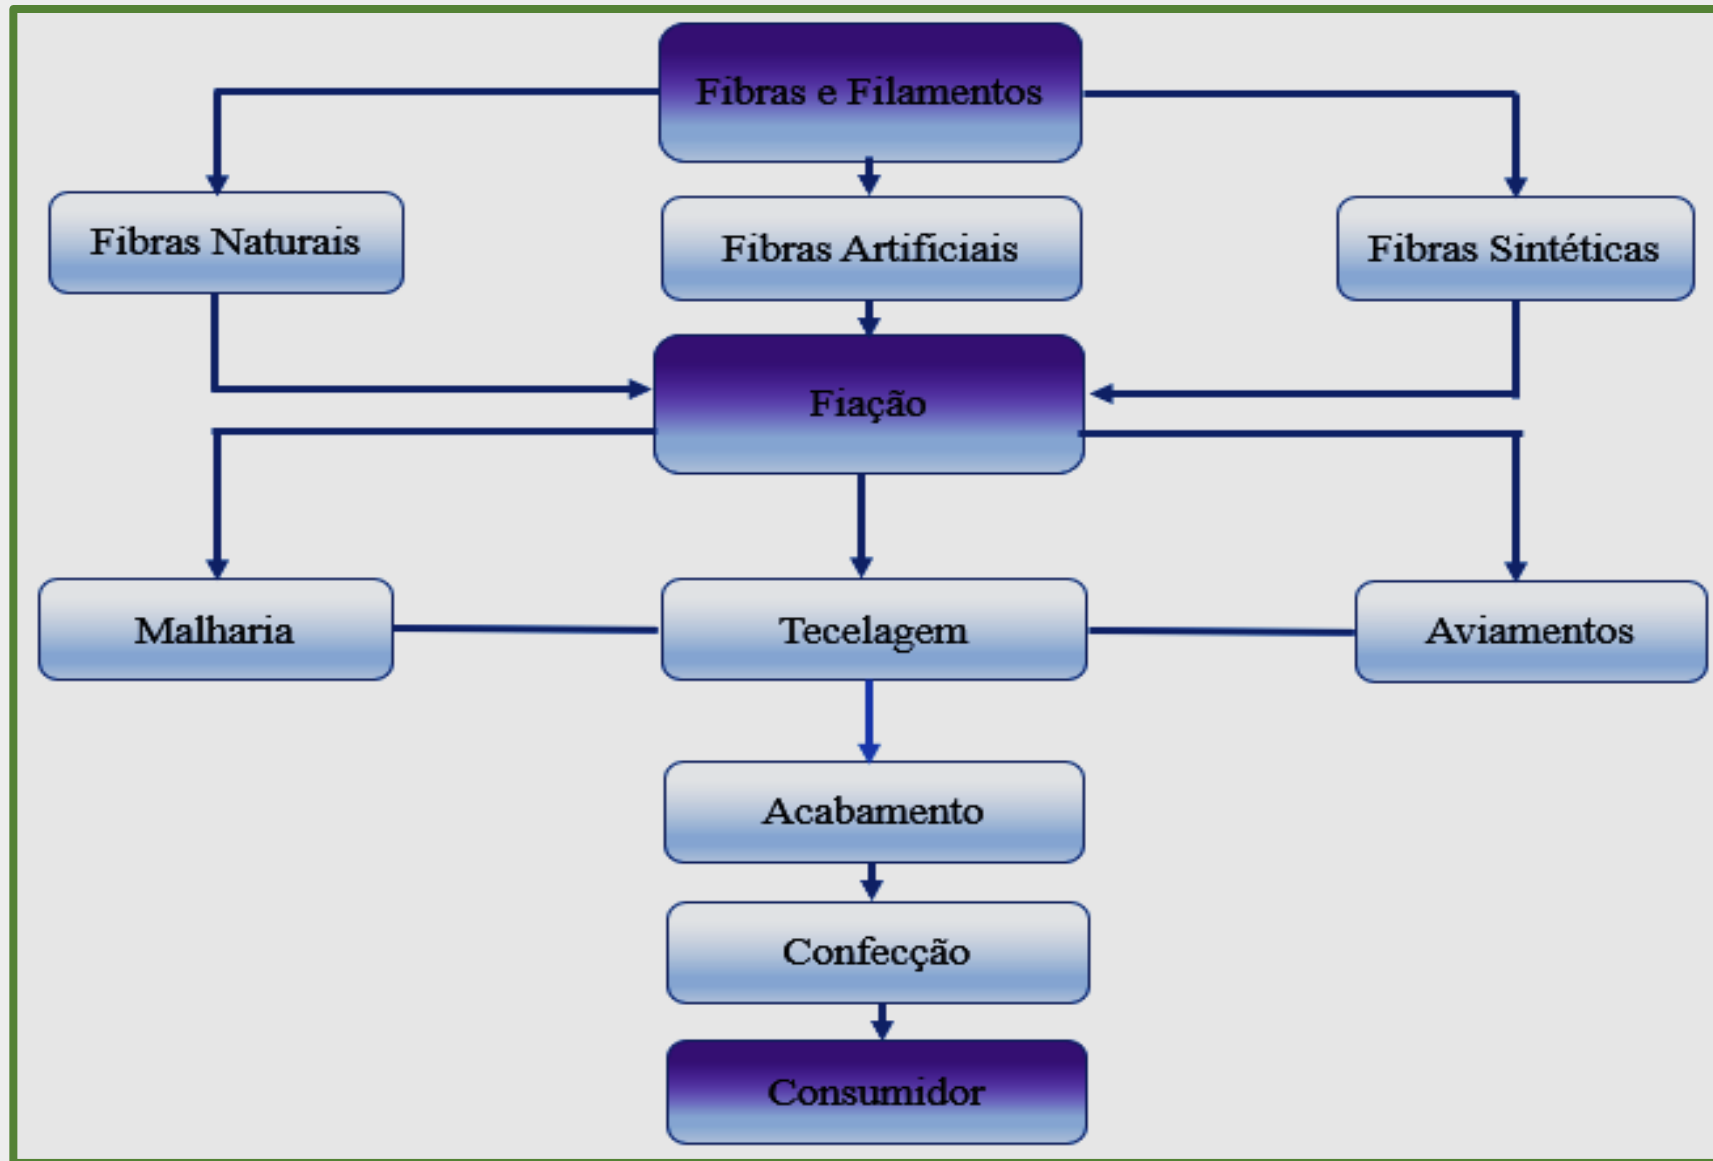 Fibras e Filamentos
Fibras Naturais
Fibras Artificiais
Fibras Sintéticas
Fiação
Malharia
Tecelagem
Aviamentos
Acabamento
Confecção
Consumidor